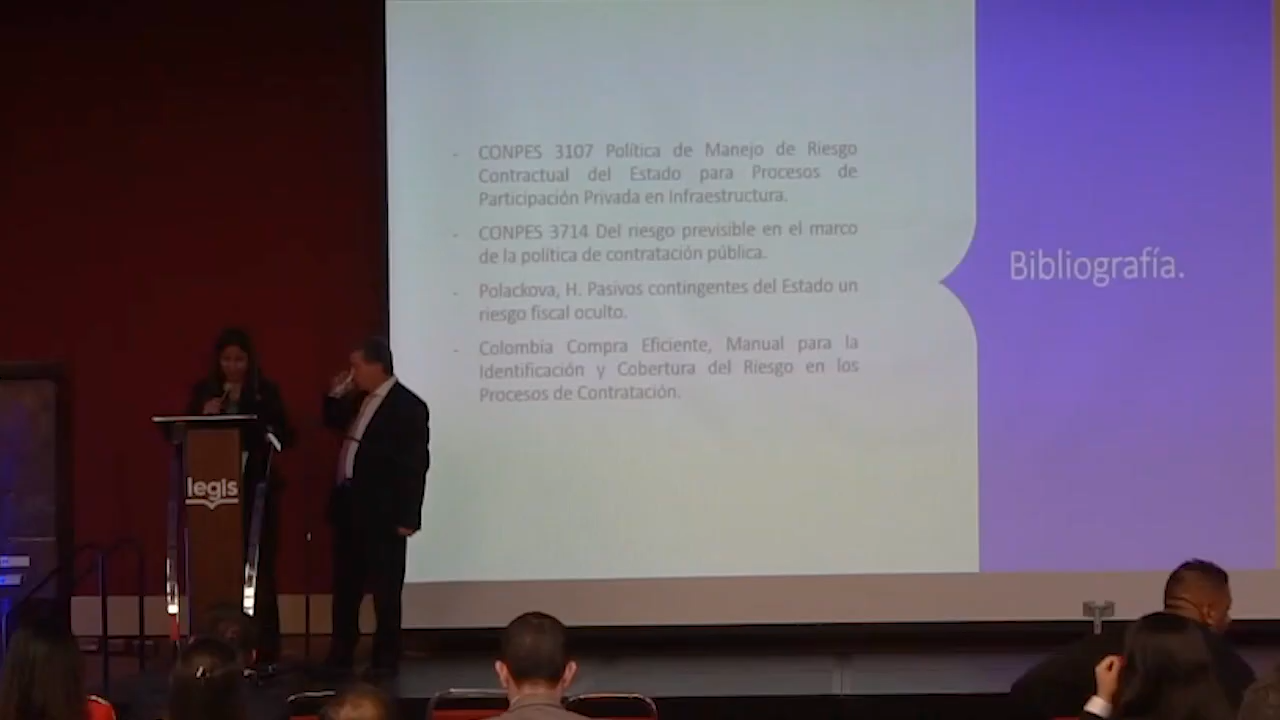 - CONPES 3107 Política de Manejo de Riesgo
Contractual del Estado para Procesos de
Participación Privada en Infraestructura.
- CONPES 3714 Del riesgo previsible en el marco
de la política de contratación pública.
- Polackova, H. Pasivos contingentes del Estado un
riesgo fiscal oculto.
- Colombia Compra Eficiente, Manual para la
Identificación y Cobertura del Riesgo en los
Procesos de Contratación.
Bibliografía.
legis